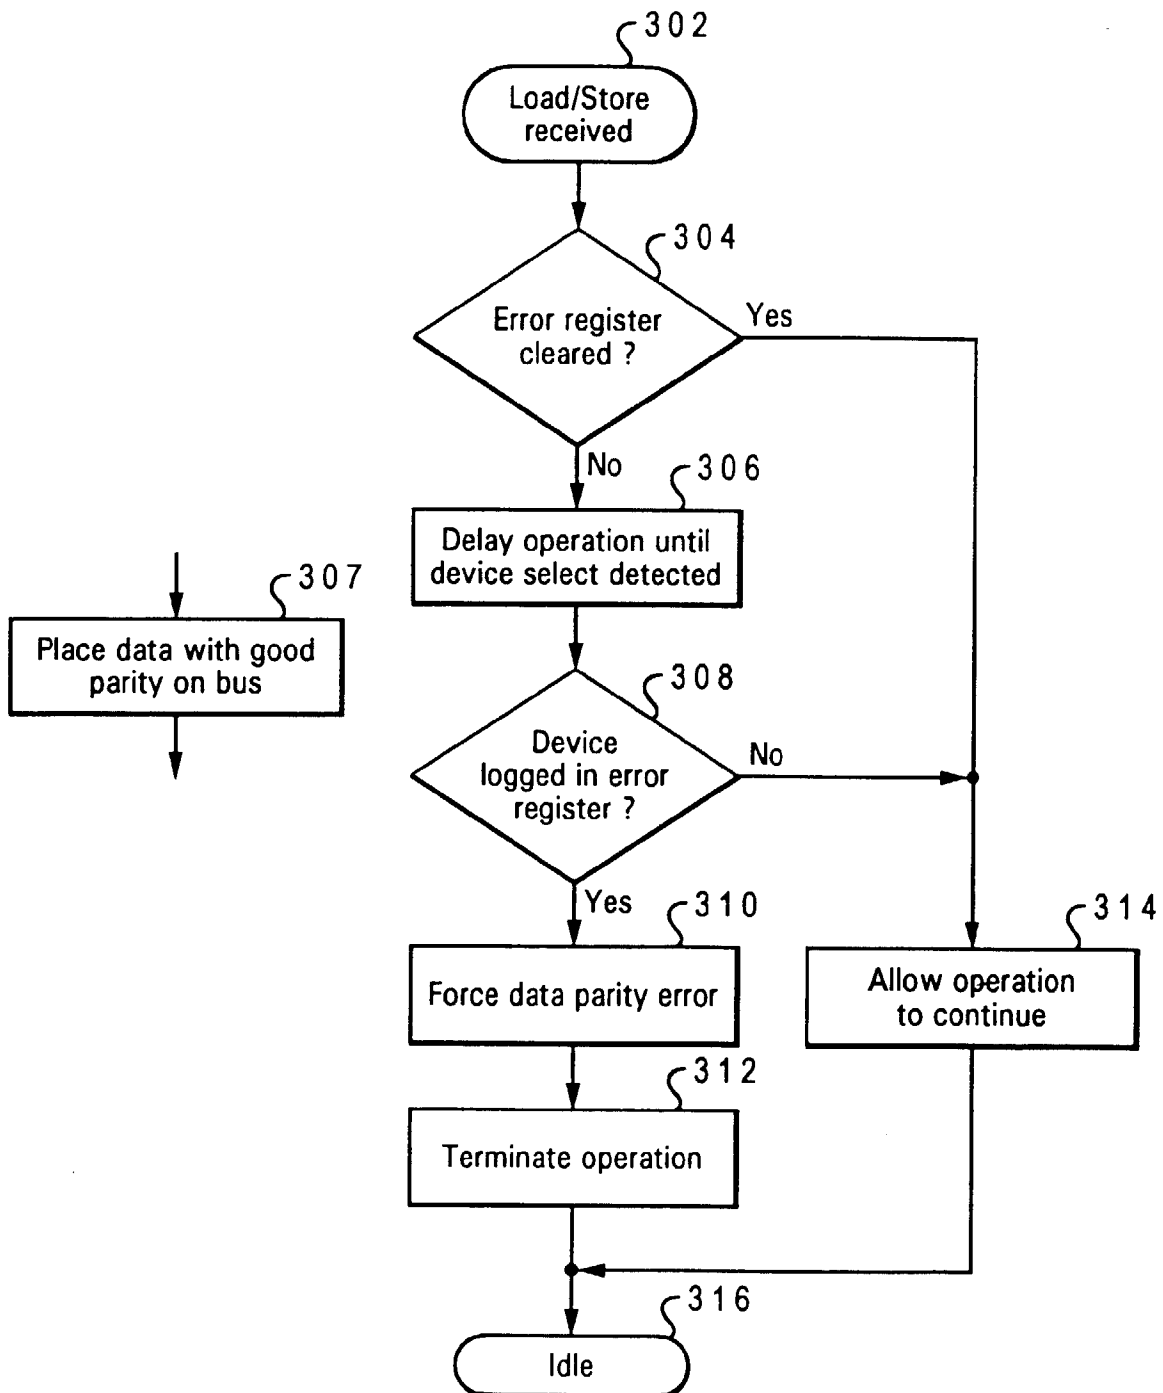 302
Load/Store
received
304
Error register
cleared ?
Yes
No
306
Delay operation until
device select detected
307
Place data with good
parity on bus
308
Device
logged in error
register ?
No
Yes
310
Force data parity error
314
Allow operation
to continue
312
Terminate operation
316
Idle